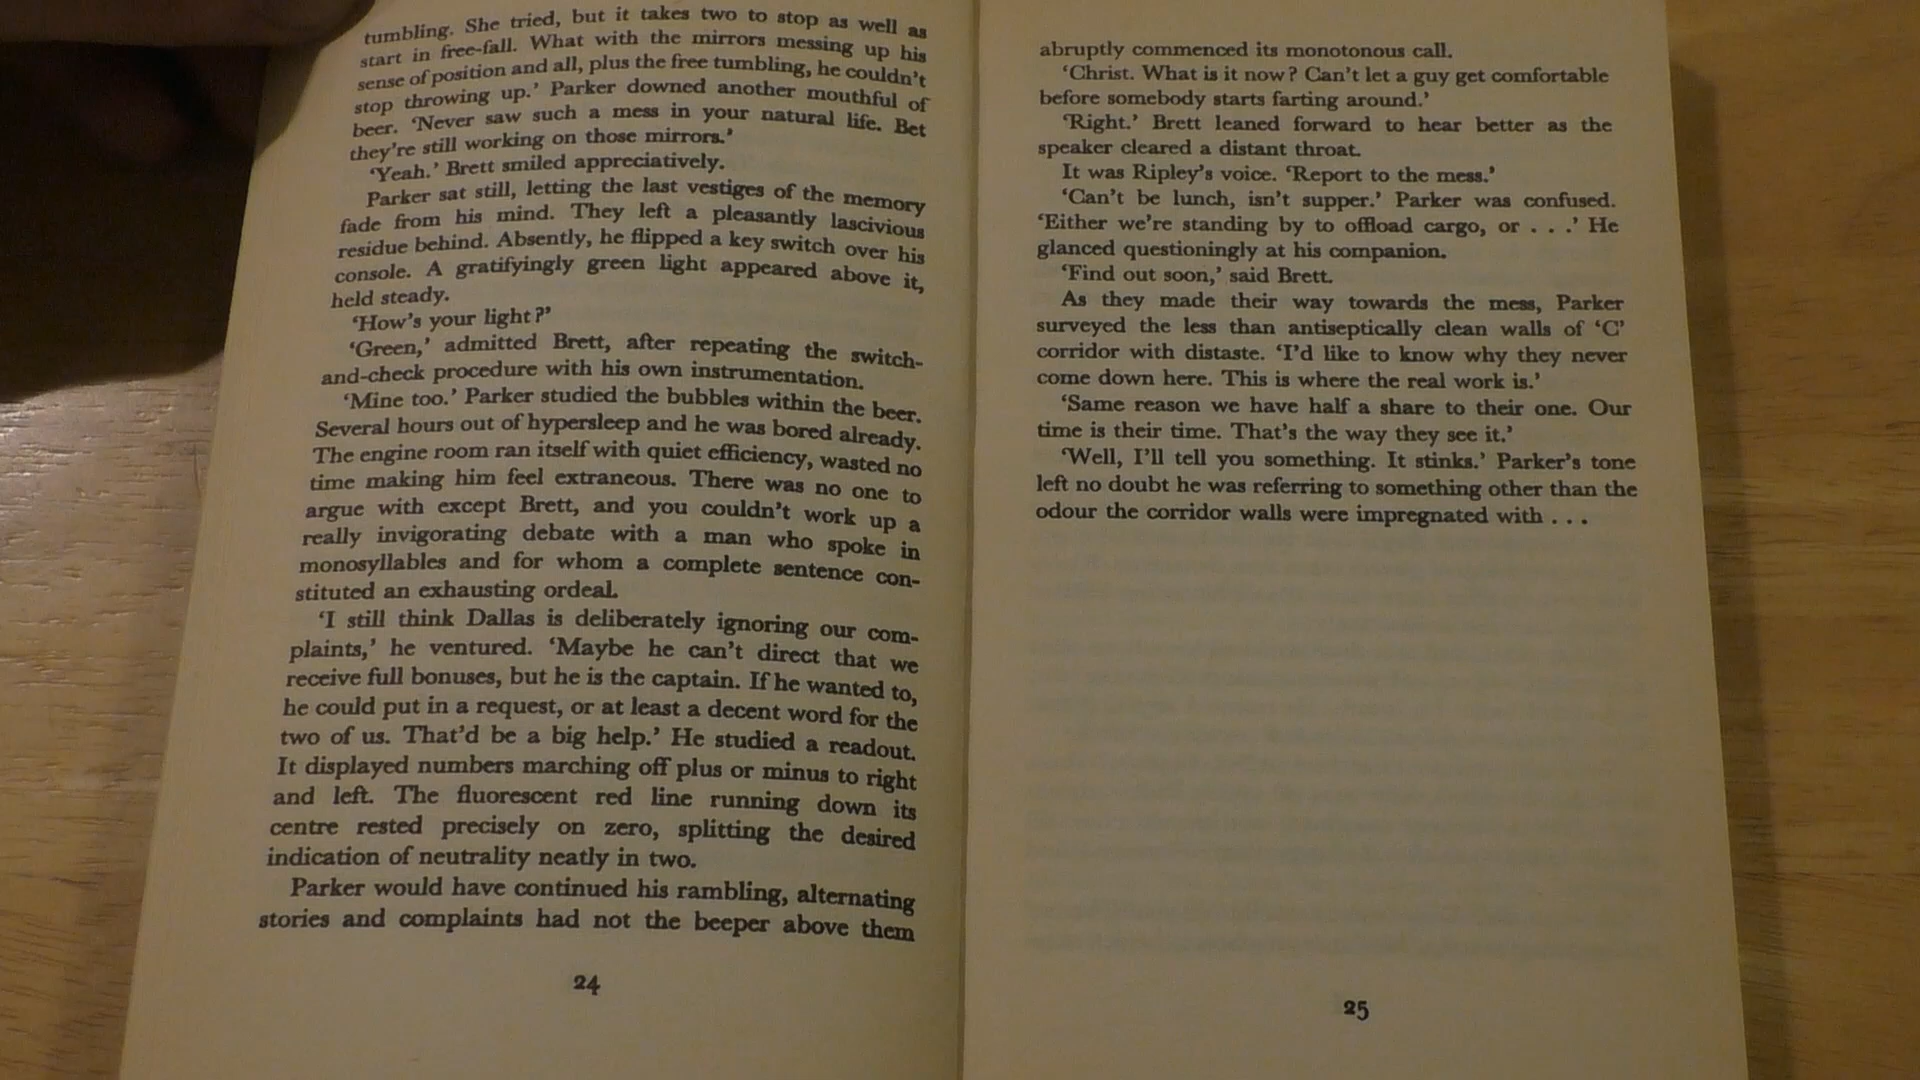 tumbling. She tried, but it takes two to stop as well as
start in free-fall. What with the mirrors messing up his
sense of position and all, plus the free tumbling, he couldn't
stop throwing up.' Parker downed another mouthful of
beer. 'Never saw such a mess in your natural life. Bet
they're still working on those mirrors.'
'Yeah.' Brett smiled appreciatively.
Parker sat still, letting the last vestiges of the memory
fade from his mind. They left a pleasantly lascivious
residue behind. Absently, he flipped a key switch over his
console. A gratifyingly green light appeared above it,
held steady.
'How's your light?'
'Green,' admitted Brett, after repeating the switch-
and-check procedure with his own instrumentation.
'Mine too.' Parker studied the bubbles within the beer.
Several hours out of hypersleep and he was bored already.
The engine room ran itself with quiet efficiency, wasted no
time making him feel extraneous. There was no one to
argue with except Brett, and you couldn't work up a
really invigorating debate with a man who spoke in
monosyllables and for whom a complete sentence con-
stituted an exhausting ordeal.
'I still think Dallas is deliberately ignoring our com-
plaints,' he ventured. 'Maybe he can't direct that we
receive full bonuses, but he is the captain. If he wanted to,
he could put in a request, or at least a decent word for the
two of us. That'd be a big help.' He studied a readout.
It displayed numbers marching off plus or minus to right
and left. The fluorescent red line running down its
centre rested precisely on zero, splitting the desired
indication of neutrality neatly in two.
Parker would have continued his rambling, alternating
stories and complaints had not the beeper above them
24
abruptly commenced its monotonous call.
'Christ. What is it now? Can't let a guy get comfortable
before somebody starts farting around.'
'Right.' Brett leaned forward to hear better as the
speaker cleared a distant throat.
It was Ripley's voice. 'Report to the mess.'
'Can't be lunch, isn't supper.' Parker was confused.
'Either we're standing by to offload cargo, or . . .' He
glanced questioningly at his companion.
'Find out soon,' said Brett.
As they made their way towards the mess, Parker
surveyed the less than antiseptically clean walls of 'C'
corridor with distaste. 'I'd like to know why they never
come down here. This is where the real work is.'
'Same reason we have half a share to their one. Our
time is their time. That's the way they see it.'
'Well, I'll tell you something. It stinks.' Parker's tone
left no doubt he was referring to something other than the
odour the corridor walls were impregnated with . . .
25